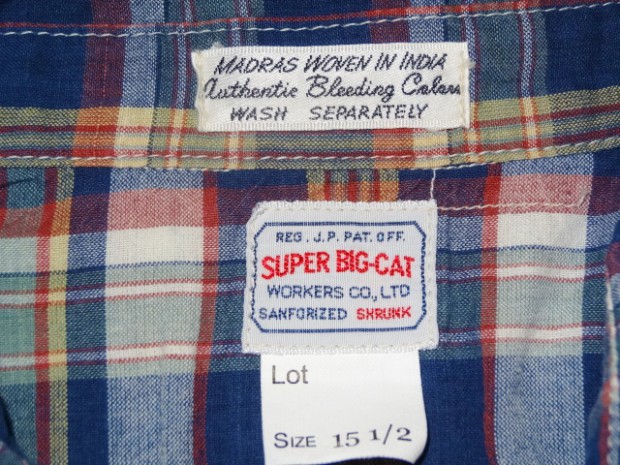 MADRAS WOVEN IN INDIA
Authentic Bleeding Colors
WASH SEPARATELY
REG. J.P. PAT. OFF.
SUPER BIG-CAT
WORKERS CO., LTD
SANFORIZED SHRUNK
Lot
SIZE 15 1/2